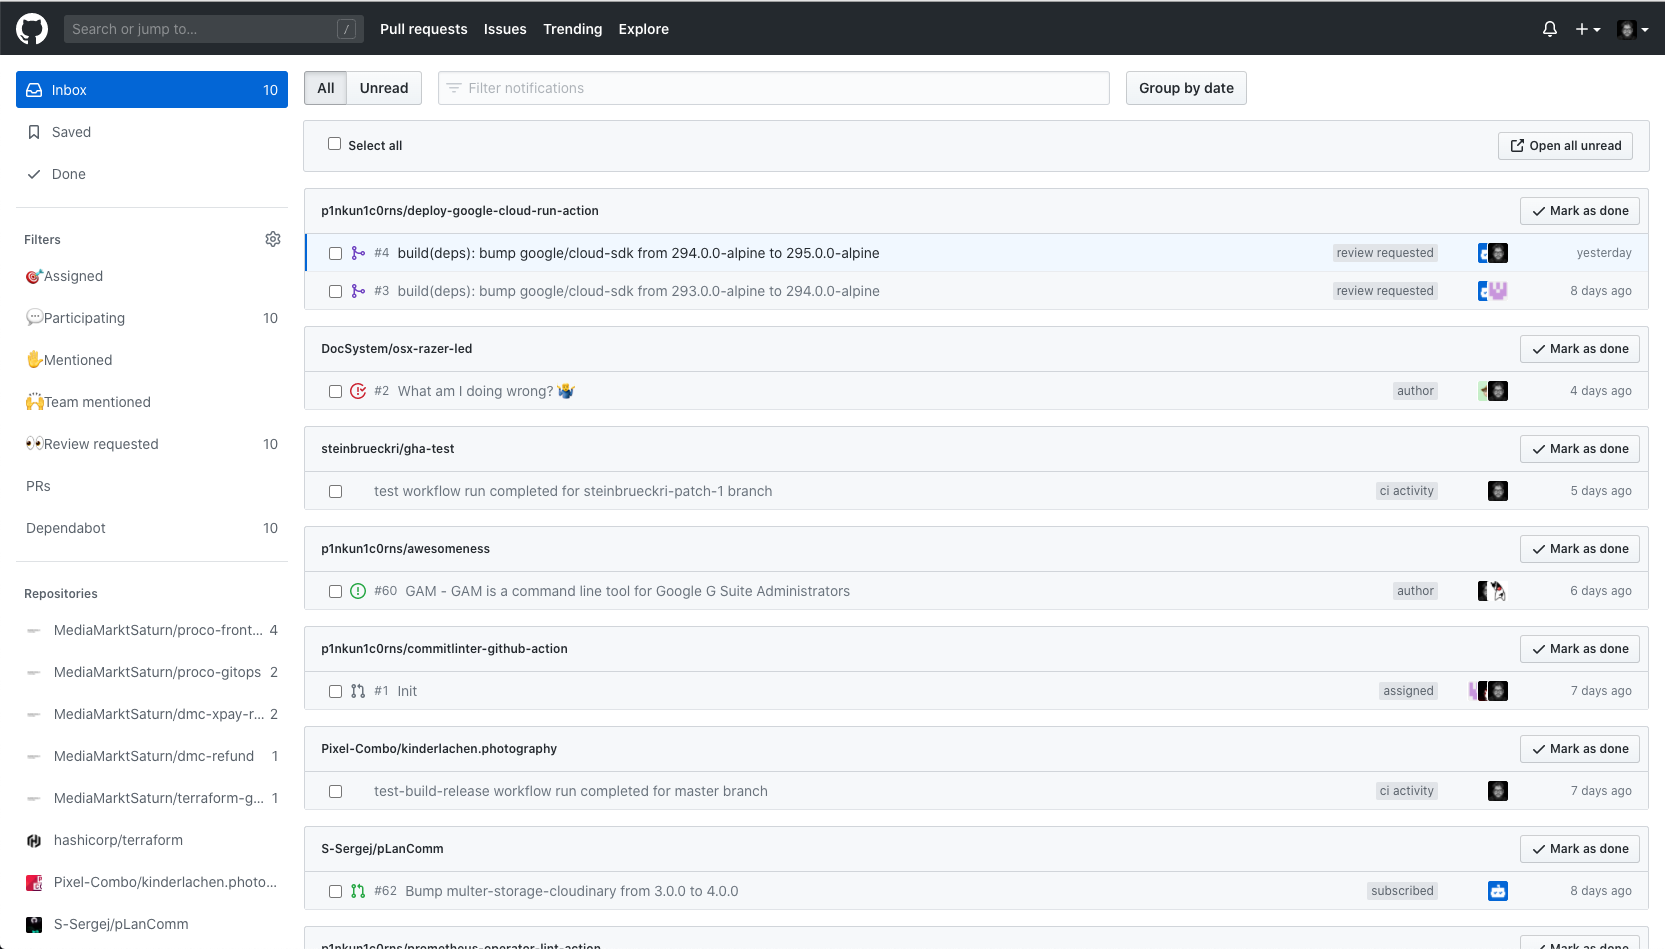 Search or jump to...
/
Pull requests
Issues
Trending
Explore
Inbox 10
Saved
Done
Filters
🎯Assigned
💬Participating 10
✋Mentioned
🙌Team mentioned
👀Review requested 10
PRs
Dependabot 10
Repositories
MediaMarktSaturn/proco-front... 4
MediaMarktSaturn/proco-gitops 2
MediaMarktSaturn/dmc-xpay-r... 2
MediaMarktSaturn/dmc-refund 1
MediaMarktSaturn/terraform-g... 1
hashicorp/terraform
Pixel-Combo/kinderlachen.photo...
S-Sergej/pLanComm
All
Unread
Filter notifications
Group by date
Select all
Open all unread
p1nkun1c0rns/deploy-google-cloud-run-action
Mark as done
#4 build(deps): bump google/cloud-sdk from 294.0.0-alpine to 295.0.0-alpine review requested yesterday
#3 build(deps): bump google/cloud-sdk from 293.0.0-alpine to 294.0.0-alpine review requested 8 days ago
DocSystem/osx-razer-led
Mark as done
#2 What am I doing wrong? 🤷‍♂️ author 4 days ago
steinbrueckri/gha-test
Mark as done
test workflow run completed for steinbrueckri-patch-1 branch ci activity 5 days ago
p1nkun1c0rns/awesomeness
Mark as done
#60 GAM - GAM is a command line tool for Google G Suite Administrators author 6 days ago
p1nkun1c0rns/commitlinter-github-action
Mark as done
#1 Init assigned 7 days ago
Pixel-Combo/kinderlachen.photography
Mark as done
test-build-release workflow run completed for master branch ci activity 7 days ago
S-Sergej/pLanComm
Mark as done
#62 Bump multer-storage-cloudinary from 3.0.0 to 4.0.0 subscribed 8 days ago
p1nkun1c0rns/prometheus-operator-lint-action
Mark as done